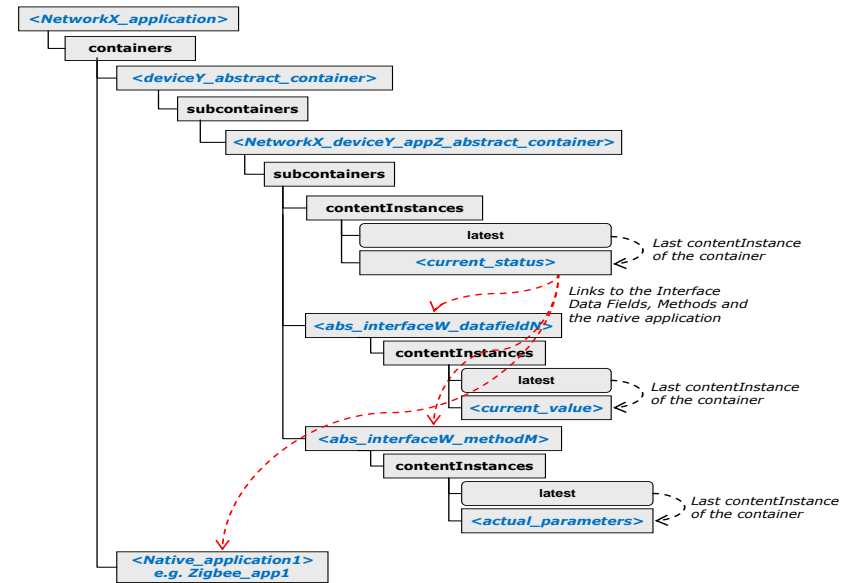 <NetworkX_application>
containers
<deviceY_abstract_container>
subcontainers
<NetworkX_deviceY_appZ_abstract_container>
subcontainers
contentInstances
latest
Last contentInstance
of the container
<current_status>
Links to the Interface
Data Fields, Methods and
the native application
<abs_interfaceW_datafieldN>
contentInstances
latest
Last contentInstance
of the container
<current_value>
<abs_interfaceW_methodM>
contentInstances
latest
Last contentInstance
of the container
<actual_parameters>
<Native_application1>
e.g. Zigbee_app1